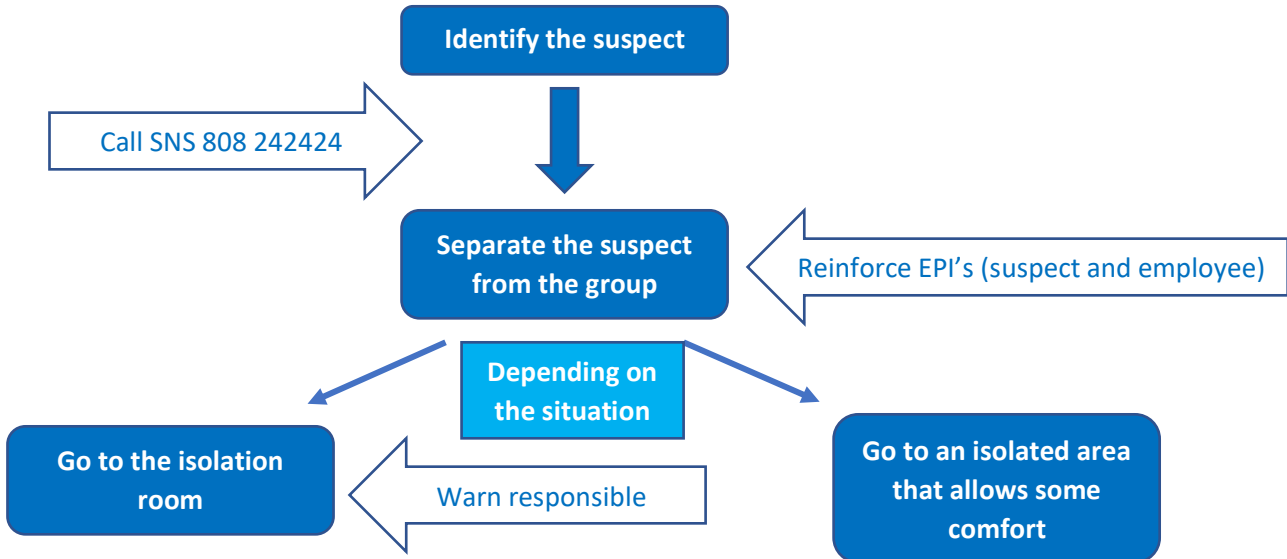 Identify the suspect
Call SNS 808 242424
Separate the suspect
from the group
Reinforce EPI’s (suspect and employee)
Depending on
the situation
Go to the isolation
room
Warn responsible
Go to an isolated area
that allows some
comfort